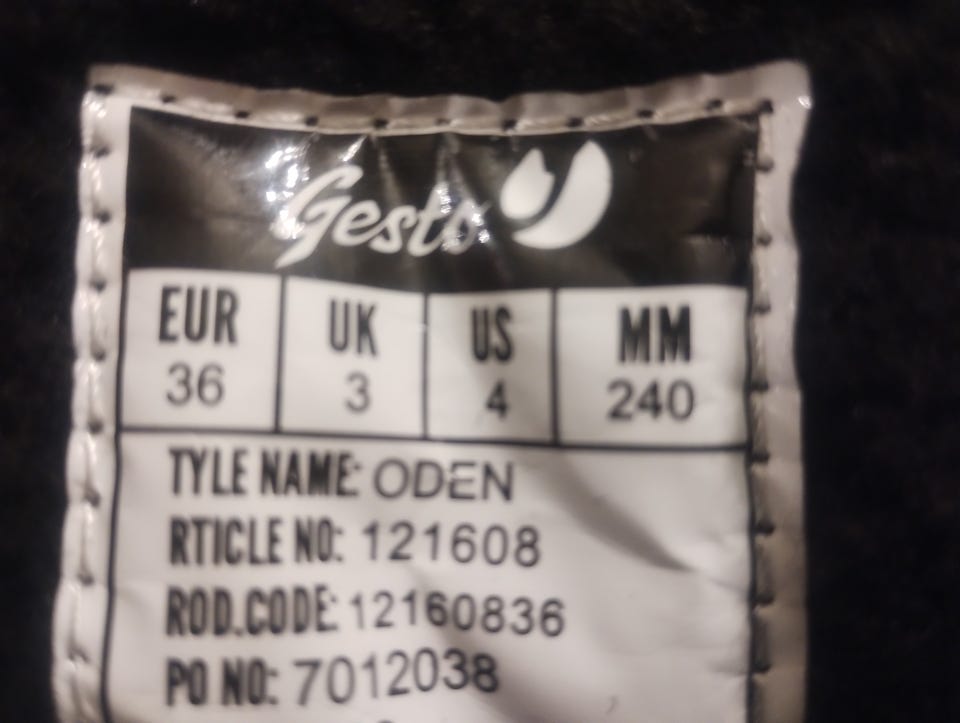 Gesto
EUR UK US MM
36 3 4 240
TYLE NAME: ODEN
RTICLE NO: 121608
ROD.CODE: 12160836
PO NO: 7012038